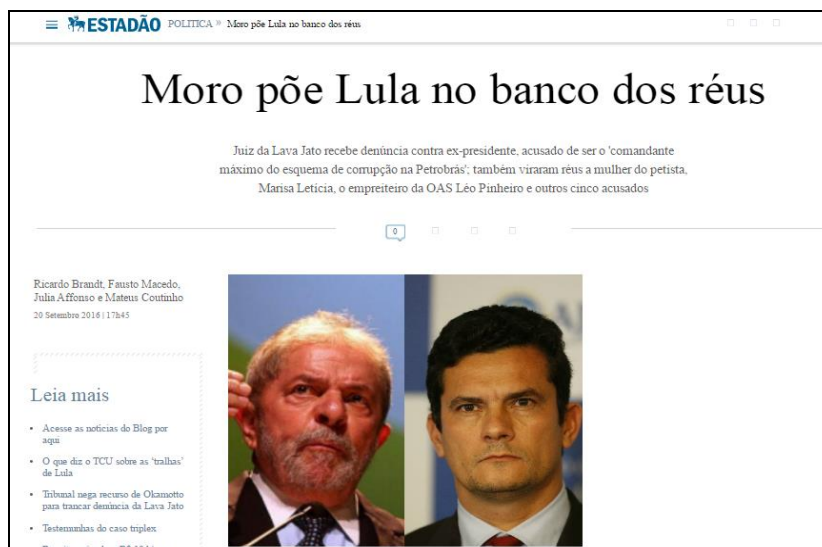 ESTADÃO POLÍTICA » Moro põe Lula no banco dos réus
Moro põe Lula no banco dos réus
Juiz da Lava Jato recebe denúncia contra ex-presidente, acusado de ser o 'comandante
máximo do esquema de corrupção na Petrobrás'; também viraram réus a mulher do petista,
Marisa Letícia, o empreiteiro da OAS Léo Pinheiro e outros cinco acusados
0
Ricardo Brandt, Fausto Macedo,
Julia Affonso e Mateus Coutinho
20 Setembro 2016 | 17h45
Leia mais
Acesse as notícias do Blog por
aqui
O que diz o TCU sobre as 'tralhas'
de Lula
Tribunal nega recurso de Okamotto
para trancar denúncia da Lava Jato
Testemunhas do caso triplex